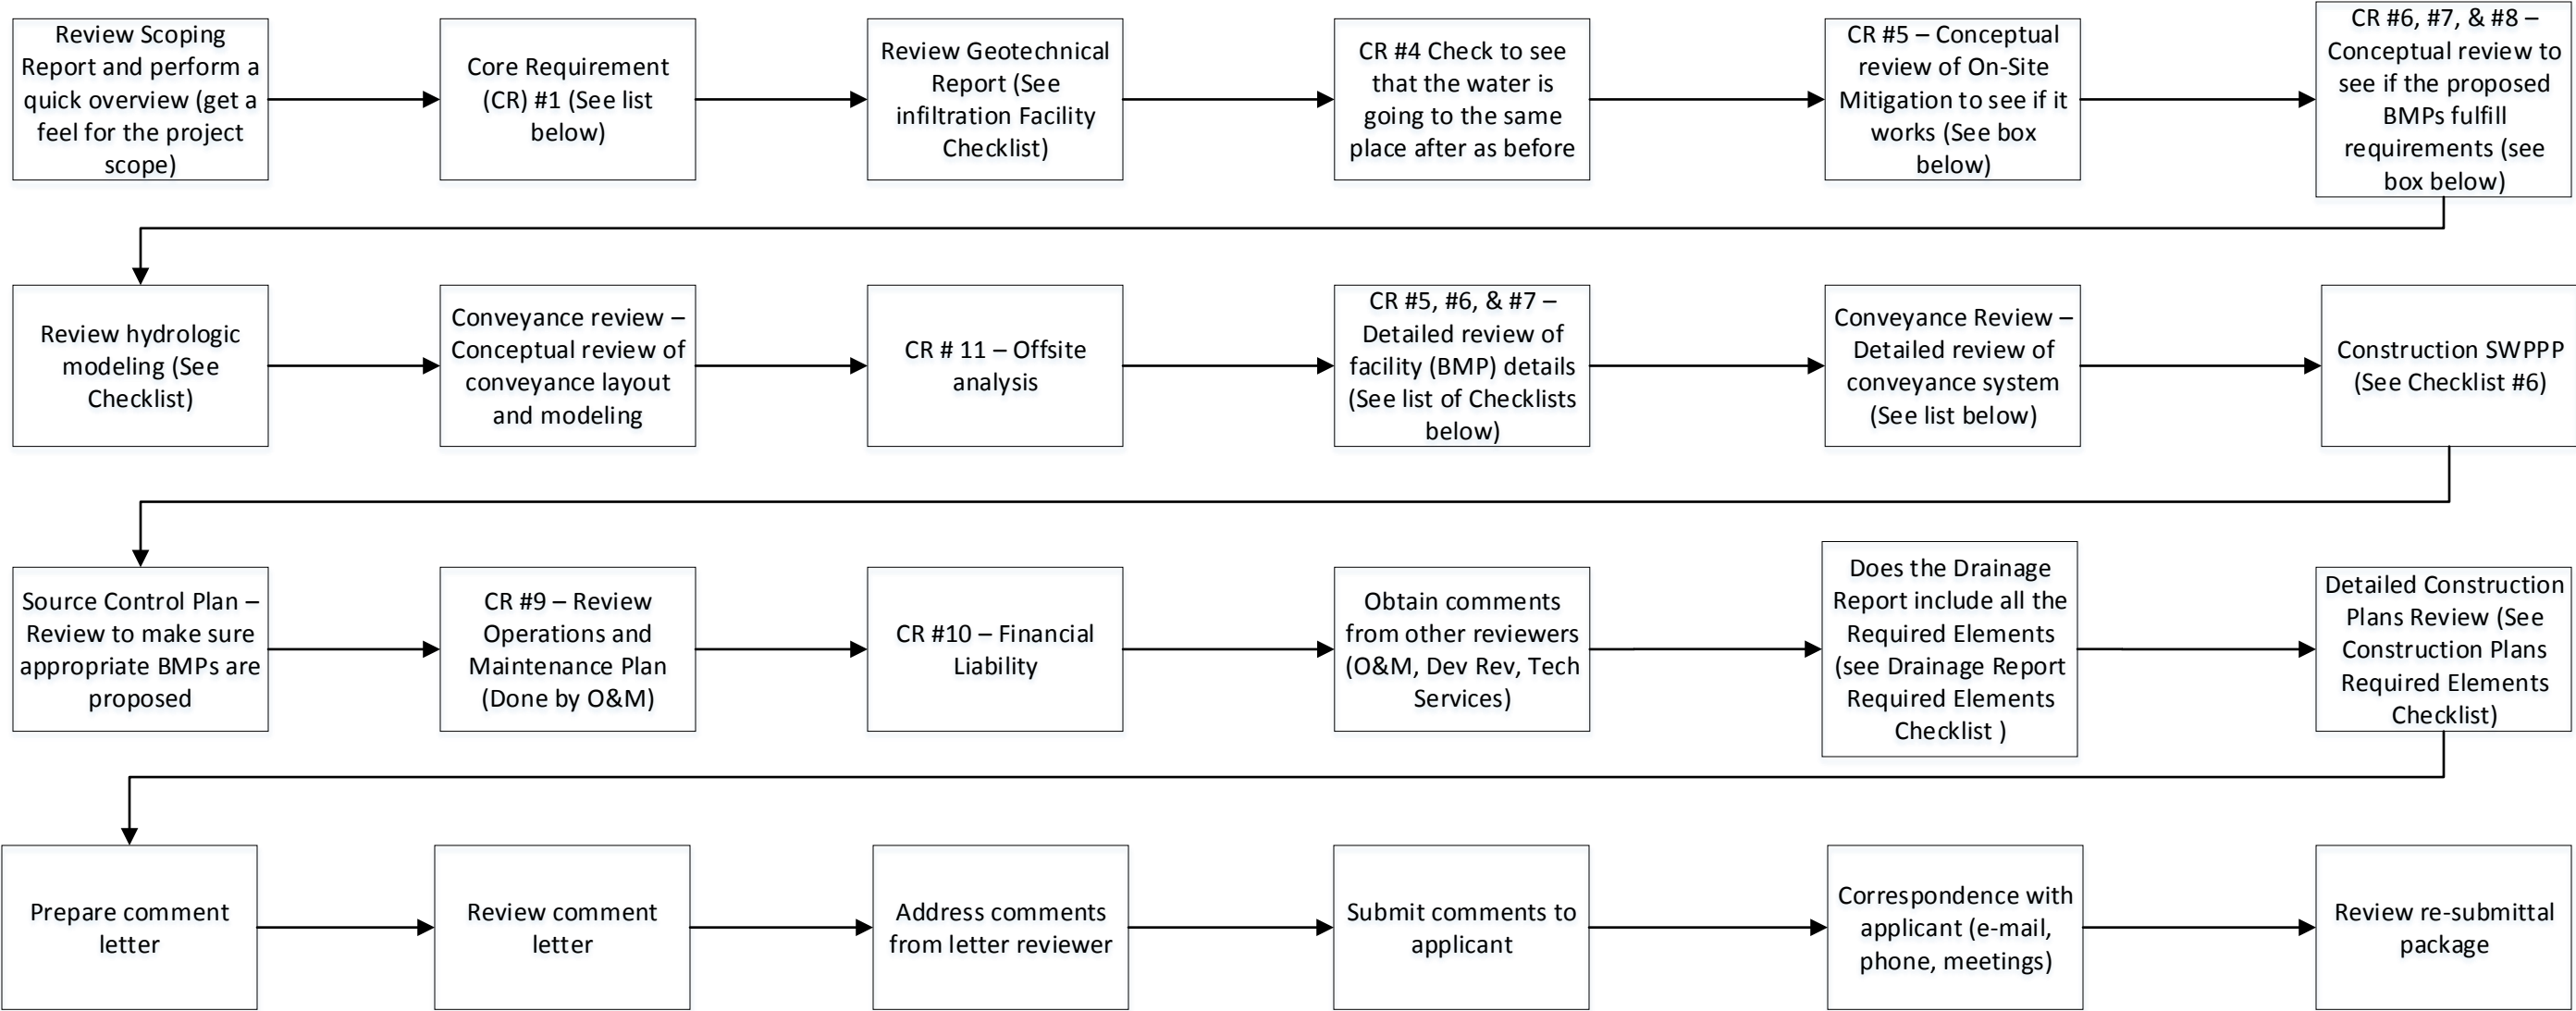 Review Scoping
Report and perform a
quick overview (get a
feel for the project
scope)
Core Requirement
(CR) #1 (See list
below)
Review Geotechnical
Report (See
infiltration Facility
Checklist)
CR #4 Check to see
that the water is
going to the same
place after as before
CR #5 – Conceptual
review of On-Site
Mitigation to see if it
works (See box
below)
CR #6, #7, & #8 –
Conceptual review to
see if the proposed
BMPs fulfill
requirements (see
box below)
Review hydrologic
modeling (See
Checklist)
Conveyance review –
Conceptual review of
conveyance layout
and modeling
CR # 11 – Offsite
analysis
CR #5, #6, & #7 –
Detailed review of
facility (BMP) details
(See list of Checklists
below)
Conveyance Review –
Detailed review of
conveyance system
(See list below)
Construction SWPPP
(See Checklist #6)
Source Control Plan –
Review to make sure
appropriate BMPs are
proposed
CR #9 – Review
Operations and
Maintenance Plan
(Done by O&M)
CR #10 – Financial
Liability
Obtain comments
from other reviewers
(O&M, Dev Rev, Tech
Services)
Does the Drainage
Report include all the
Required Elements
(see Drainage Report
Required Elements
Checklist )
Detailed Construction
Plans Review (See
Construction Plans
Required Elements
Checklist)
Prepare comment
letter
Review comment
letter
Address comments
from letter reviewer
Submit comments to
applicant
Correspondence with
applicant (e-mail,
phone, meetings)
Review re-submittal
package